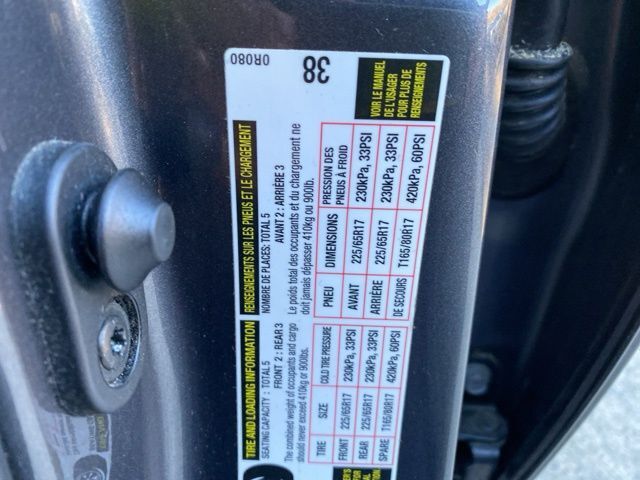 TIRE AND LOADING INFORMATION
SEATING CAPACITY : TOTAL 5
FRONT 2 : REAR 3
The combined weight of occupants and cargo
should never exceed 410kg or 900lbs.
TIRE SIZE COLD TIRE PRESSURE
FRONT 225/65R17 230kPa, 33PSI
REAR 225/65R17 230kPa, 33PSI
SPARE T165/80R17 420kPa, 60PSI
RENSEIGNEMENTS SUR LES PNEUS ET LE CHARGEMENT
NOMBRE DE PLACES: TOTAL 5
AVANT 2 : ARRIÈRE 3
Le poids total des occupants et du chargement ne
doit jamais dépasser 410kg ou 900lb.
PNEU DIMENSIONS PRESSION DES
PNEUS À FROID
AVANT 225/65R17 230kPa, 33PSI
ARRIÈRE 225/65R17 230kPa, 33PSI
DE SECOURS T165/80R17 420kPa, 60PSI
VOIR LE MANUEL
DE L'USAGER
POUR PLUS DE
RENSEIGNEMENTS
38
0R080